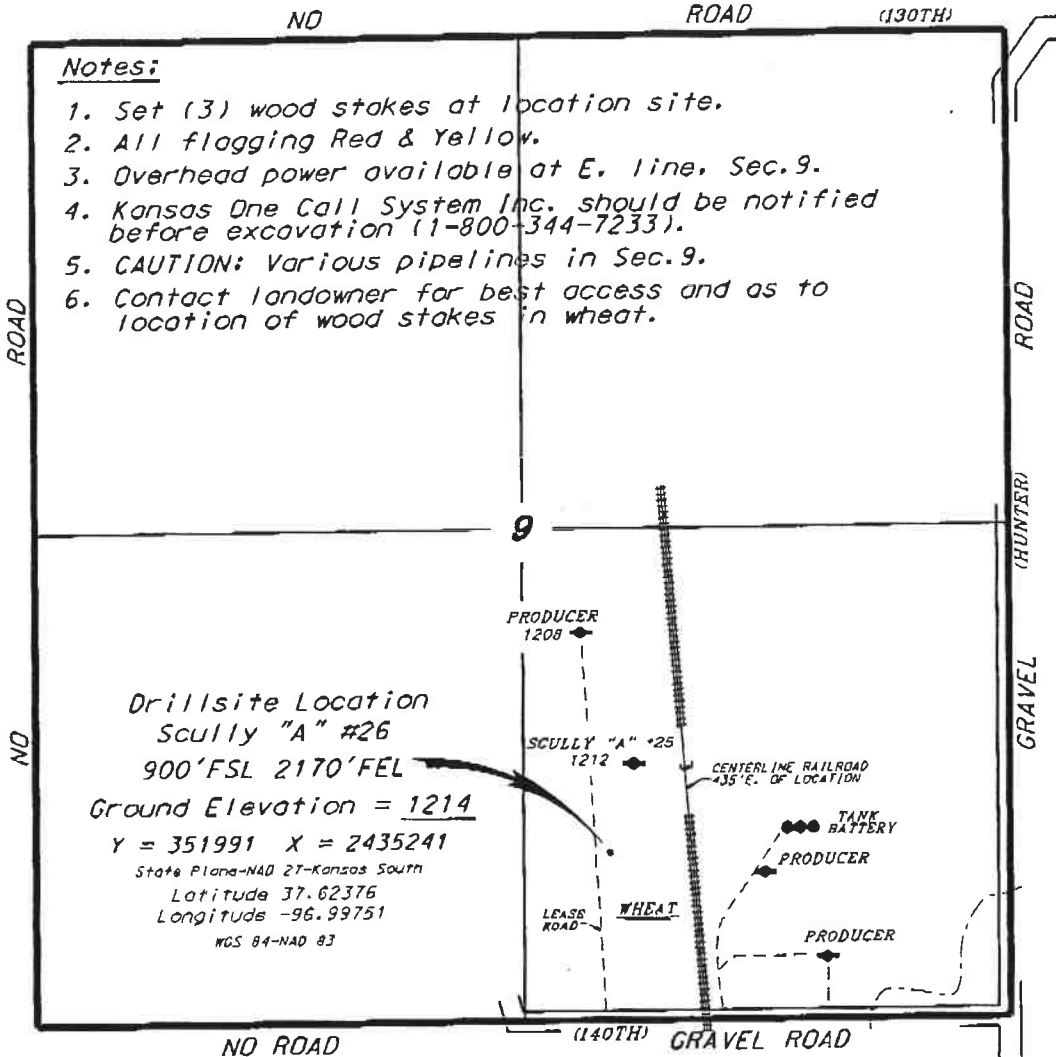 NO ROAD (130TH)
Notes:
1. Set (3) wood stakes at location site.
2. All flagging Red & Yellow.
3. Overhead power available at E. line, Sec.9.
4. Kansas One Call System Inc. should be notified
before excavation (1-800-344-7233).
5. CAUTION: Various pipelines in Sec.9.
6. Contact landowner for best access and as to
location of wood stakes in wheat.
ROAD
ROAD
(HUNTER)
9
PRODUCER
1208
Drillsite Location
Scully "A" #26
900'FSL 2170'FEL
Ground Elevation = 1214
Y = 351991 X = 2435241
State Plane-NAD 27-Kansas South
Latitude 37.62376
Longitude -96.99751
WGS 84-NAD 83
NO
GRAVEL
SCULLY "A" #25
1212
CENTERLINE RAILROAD
435'E. OF LOCATION
TANK
BATTERY
PRODUCER
LEASE
ROAD
WHEAT
PRODUCER
NO ROAD
(140TH)
GRAVEL ROAD